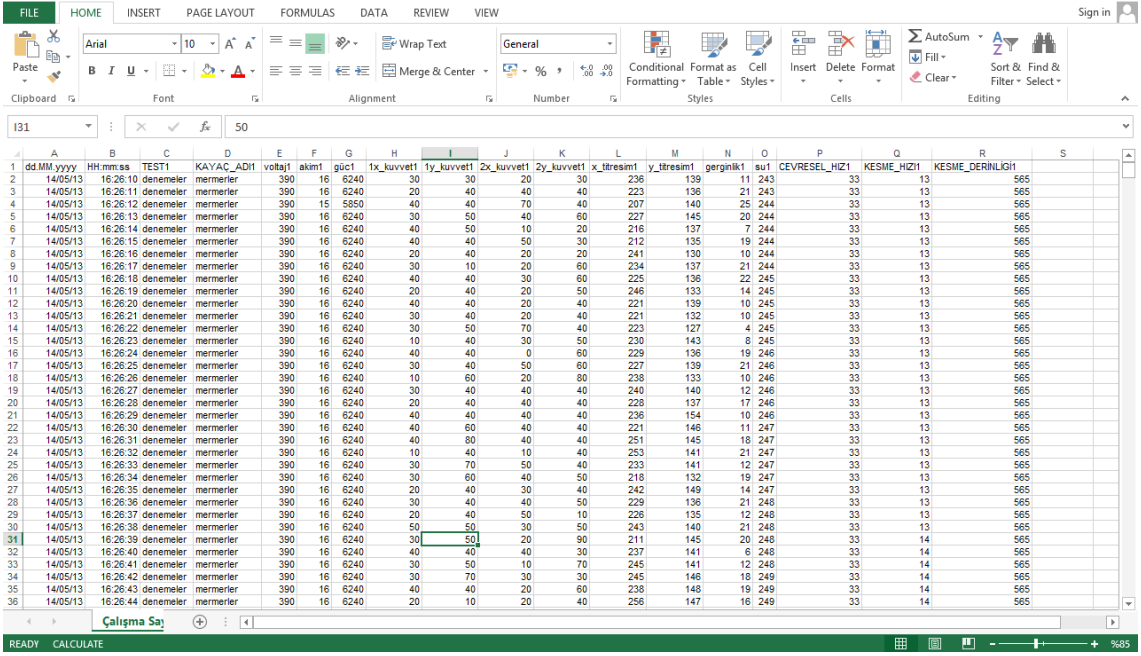 FILE HOME INSERT PAGE LAYOUT FORMULAS DATA REVIEW VIEW Sign in
Paste Arial 10 Wrap Text General Conditional Formatting Format as Table Cell Styles Insert Delete Format AutoSum Fill Clear Sort & Filter Find & Select
B I U Merge & Center % ,
Clipboard Font Alignment Number Styles Cells Editing
I31 fx 50
A B C D E F G H I J K L M N O P Q R S
1 dd.MM.yyyy HH:mm:ss TEST1 KAYAÇ_ADI1 voltaj1 akim1 güc1 1x_kuvvet1 1y_kuvvet1 2x_kuvvet1 2y_kuvvet1 x_titresim1 y_titresim1 gerginlik1 su1 CEVRESEL_HIZ1 KESME_HIZI1 KESME_DERİNLİGİ1
2 14/05/13 16:26:10 denemeler mermerler 390 16 6240 30 30 20 30 236 139 11 243 33 13 565
3 14/05/13 16:26:11 denemeler mermerler 390 16 6240 20 40 40 40 223 136 21 243 33 13 565
4 14/05/13 16:26:12 denemeler mermerler 390 15 5850 40 40 70 40 207 140 25 244 33 13 565
5 14/05/13 16:26:13 denemeler mermerler 390 16 6240 30 50 40 60 227 145 20 244 33 13 565
6 14/05/13 16:26:14 denemeler mermerler 390 16 6240 40 50 10 20 216 137 7 244 33 13 565
7 14/05/13 16:26:15 denemeler mermerler 390 16 6240 40 40 50 30 212 135 19 244 33 13 565
8 14/05/13 16:26:16 denemeler mermerler 390 16 6240 20 40 20 20 241 130 10 244 33 13 565
9 14/05/13 16:26:17 denemeler mermerler 390 16 6240 30 10 20 60 234 137 21 244 33 13 565
10 14/05/13 16:26:18 denemeler mermerler 390 16 6240 40 40 30 60 225 136 22 245 33 13 565
11 14/05/13 16:26:19 denemeler mermerler 390 16 6240 20 40 20 50 246 133 14 245 33 13 565
12 14/05/13 16:26:20 denemeler mermerler 390 16 6240 40 40 20 40 221 139 10 245 33 13 565
13 14/05/13 16:26:21 denemeler mermerler 390 16 6240 30 40 20 40 221 132 10 245 33 13 565
14 14/05/13 16:26:22 denemeler mermerler 390 16 6240 30 50 70 40 223 127 4 245 33 13 565
15 14/05/13 16:26:23 denemeler mermerler 390 16 6240 10 40 30 50 230 143 8 245 33 13 565
16 14/05/13 16:26:24 denemeler mermerler 390 16 6240 40 40 0 60 229 136 19 246 33 13 565
17 14/05/13 16:26:25 denemeler mermerler 390 16 6240 30 40 50 60 227 139 21 246 33 13 565
18 14/05/13 16:26:26 denemeler mermerler 390 16 6240 10 60 20 80 238 133 10 246 33 13 565
19 14/05/13 16:26:27 denemeler mermerler 390 16 6240 30 40 40 40 240 140 12 246 33 13 565
20 14/05/13 16:26:28 denemeler mermerler 390 16 6240 20 40 40 40 228 137 17 246 33 13 565
21 14/05/13 16:26:29 denemeler mermerler 390 16 6240 40 40 40 40 236 154 10 246 33 13 565
22 14/05/13 16:26:30 denemeler mermerler 390 16 6240 40 60 40 40 221 146 11 247 33 13 565
23 14/05/13 16:26:31 denemeler mermerler 390 16 6240 40 80 40 40 251 145 18 247 33 13 565
24 14/05/13 16:26:32 denemeler mermerler 390 16 6240 10 40 10 40 253 141 21 247 33 13 565
25 14/05/13 16:26:33 denemeler mermerler 390 16 6240 30 70 50 40 233 141 12 247 33 13 565
26 14/05/13 16:26:34 denemeler mermerler 390 16 6240 30 60 40 50 218 132 19 247 33 13 565
27 14/05/13 16:26:35 denemeler mermerler 390 16 6240 20 40 30 40 242 149 14 247 33 13 565
28 14/05/13 16:26:36 denemeler mermerler 390 16 6240 30 40 40 50 229 136 21 248 33 13 565
29 14/05/13 16:26:37 denemeler mermerler 390 16 6240 20 40 50 10 226 135 12 248 33 13 565
30 14/05/13 16:26:38 denemeler mermerler 390 16 6240 50 50 30 50 243 140 21 248 33 13 565
31 14/05/13 16:26:39 denemeler mermerler 390 16 6240 30 50 20 90 211 145 20 248 33 14 565
32 14/05/13 16:26:40 denemeler mermerler 390 16 6240 40 40 40 30 237 141 6 248 33 14 565
33 14/05/13 16:26:41 denemeler mermerler 390 16 6240 30 50 10 70 245 141 12 248 33 14 565
34 14/05/13 16:26:42 denemeler mermerler 390 16 6240 30 70 30 30 245 146 18 249 33 14 565
35 14/05/13 16:26:43 denemeler mermerler 390 16 6240 40 40 20 60 238 148 19 249 33 14 565
36 14/05/13 16:26:44 denemeler mermerler 390 16 6240 20 10 20 40 256 147 16 249 33 14 565
Çalışma Say
READY CALCULATE %85